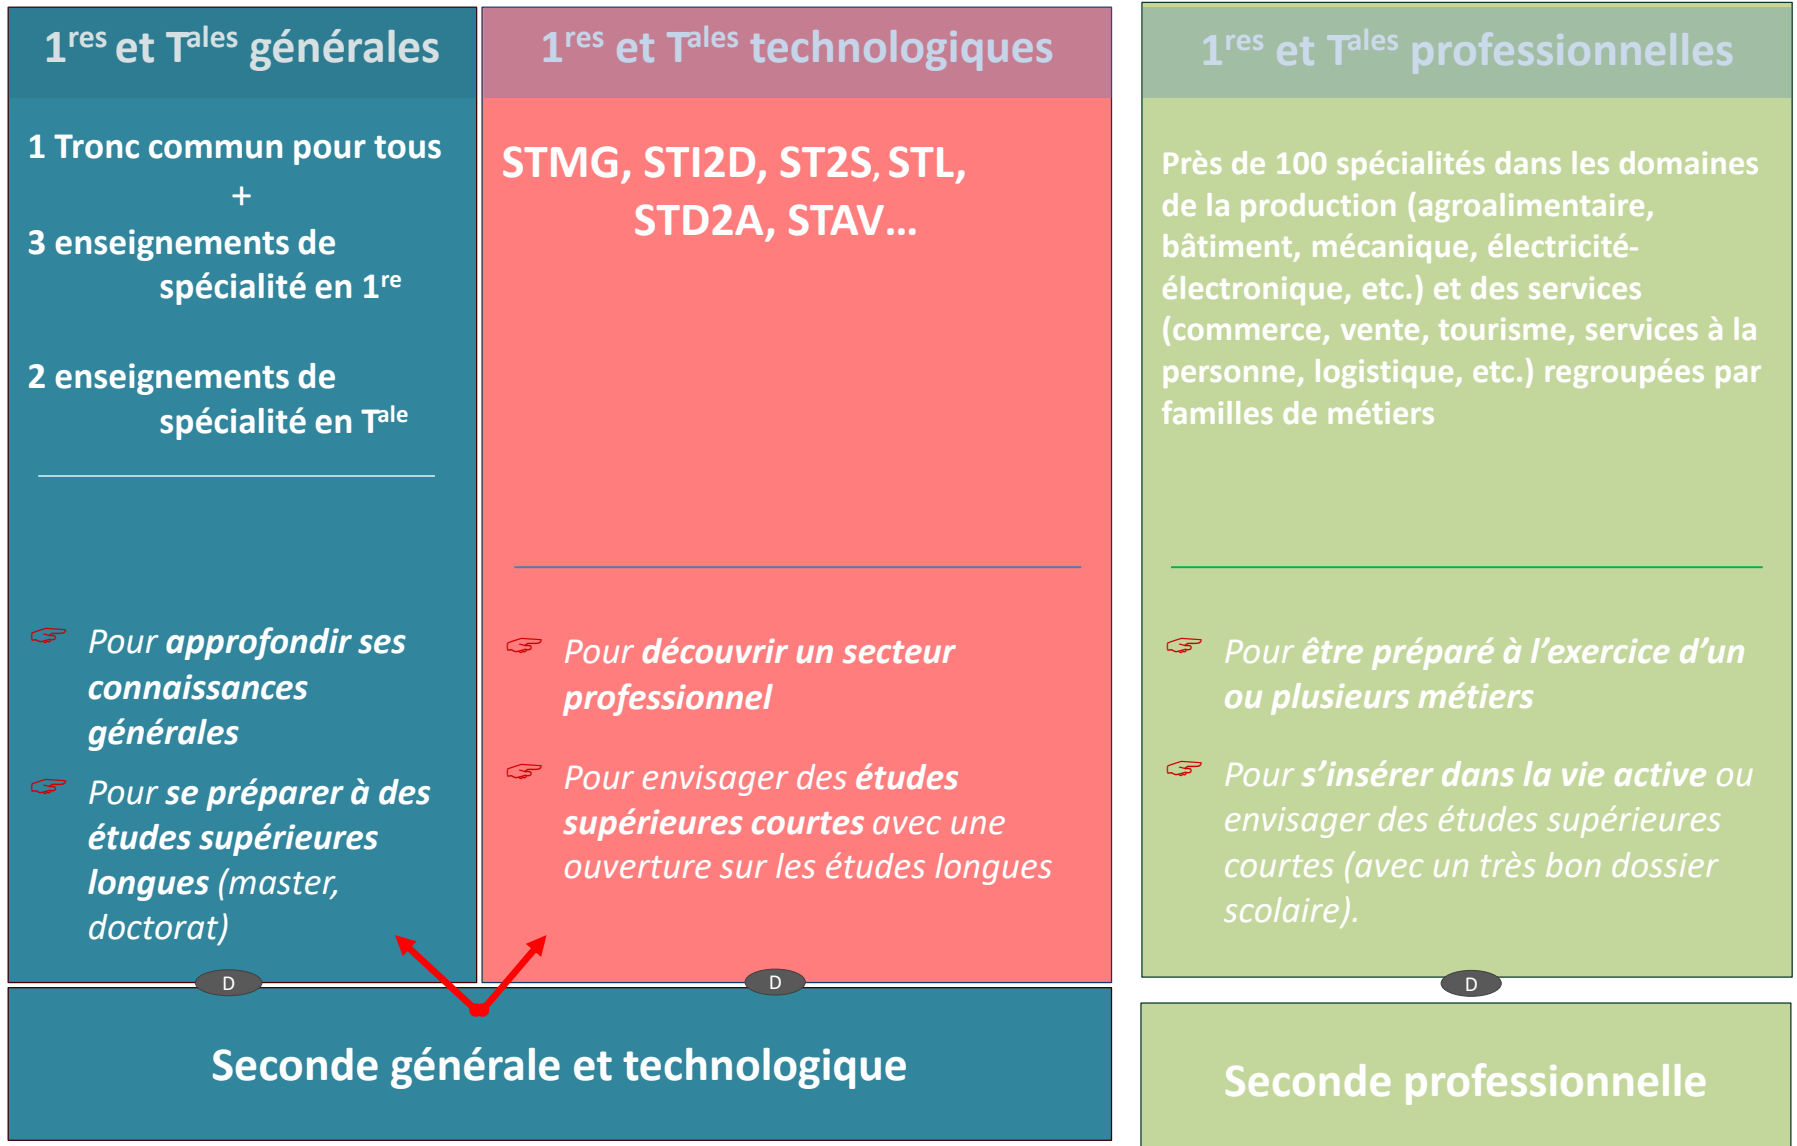 1res et Tales générales
1 Tronc commun pour tous
+
3 enseignements de
spécialité en 1re
2 enseignements de
spécialité en Tale
☞ Pour approfondir ses
connaissances
générales
☞ Pour se préparer à des
études supérieures
longues (master,
doctorat)
D
1res et Tales technologiques
STMG, STI2D, ST2S, STL,
STD2A, STAV...
☞ Pour découvrir un secteur
professionnel
☞ Pour envisager des études
supérieures courtes avec une
ouverture sur les études longues
D
Seconde générale et technologique
1res et Tales professionnelles
Près de 100 spécialités dans les domaines
de la production (agroalimentaire,
bâtiment, mécanique, électricité-
électronique, etc.) et des services
(commerce, vente, tourisme, services à la
personne, logistique, etc.) regroupées par
familles de métiers
☞ Pour être préparé à l’exercice d’un
ou plusieurs métiers
☞ Pour s’insérer dans la vie active ou
envisager des études supérieures
courtes (avec un très bon dossier
scolaire).
D
Seconde professionnelle